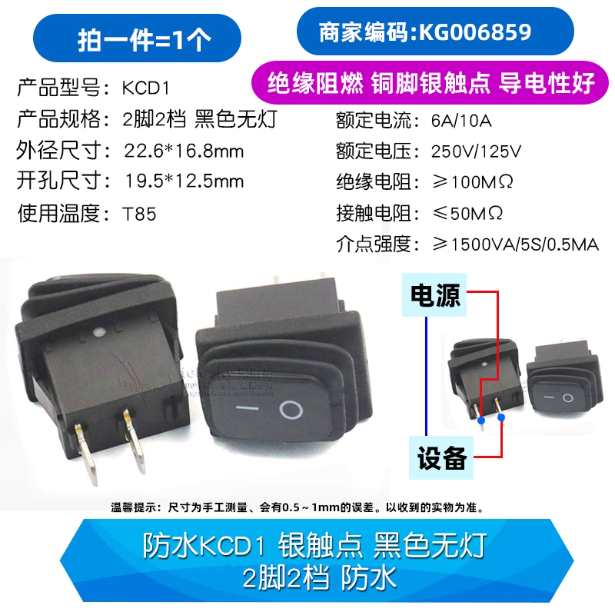 拍一件=1个
商家编码:KG006859
绝缘阻燃 铜脚银触点 导电性好
产品型号: KCD1
产品规格: 2脚2档 黑色无灯
外径尺寸: 22.6*16.8mm
开孔尺寸: 19.5*12.5mm
使用温度: T85
额定电流: 6A/10A
额定电压: 250V/125V
绝缘电阻: ≥100MΩ
接触电阻: ≤50MΩ
介点强度: ≥1500VA/5S/0.5MA
电源
设备
温馨提示: 尺寸为手工测量、会有0.5~1mm的误差。以收到的实物为准。
防水KCD1 银触点 黑色无灯
2脚2档 防水